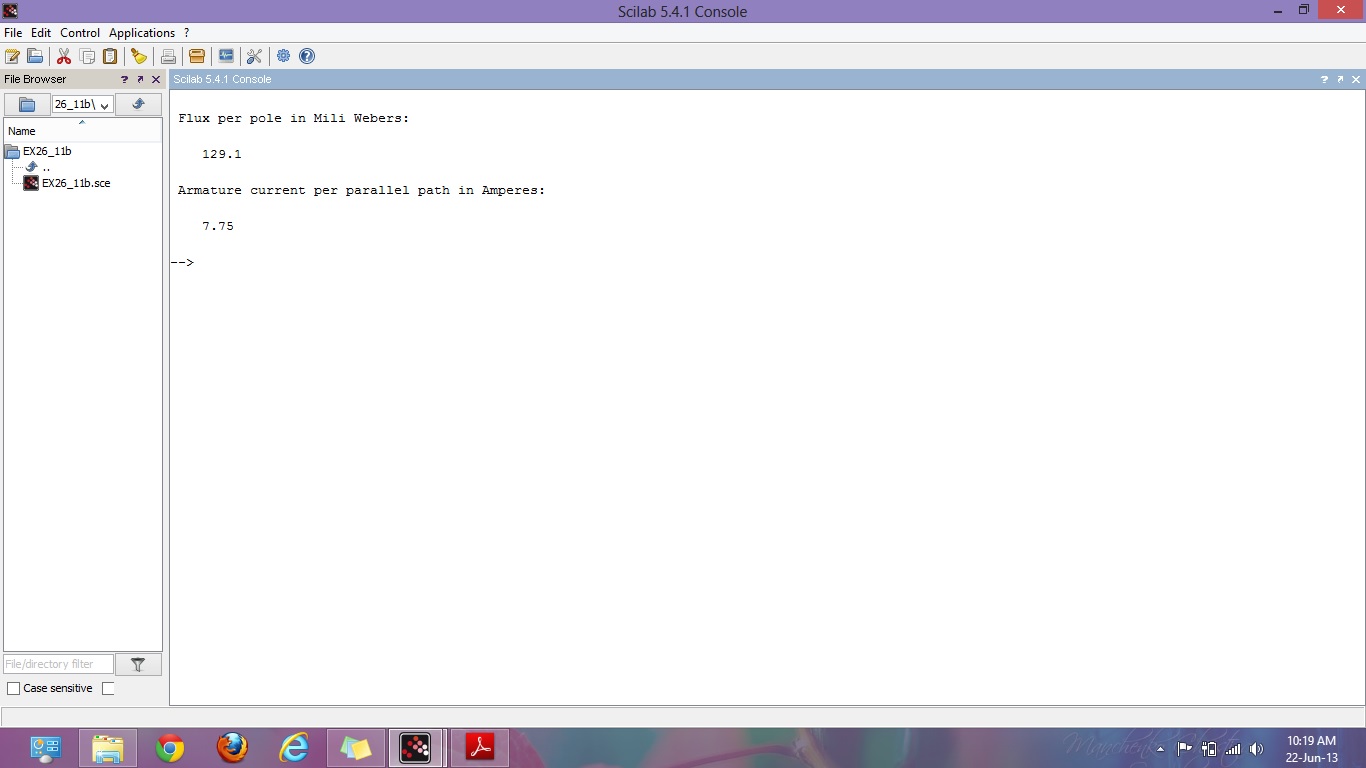 Scilab 5.4.1 Console
File Edit Control Applications ?
File Browser ? Scilab 5.4.1 Console ?
26_11b\
Name
EX26_11b
..
EX26_11b.sce
Flux per pole in Mili Webers:
129.1
Armature current per parallel path in Amperes:
7.75
-->
File/directory filter
Case sensitive
10:19 AM
22-Jun-13